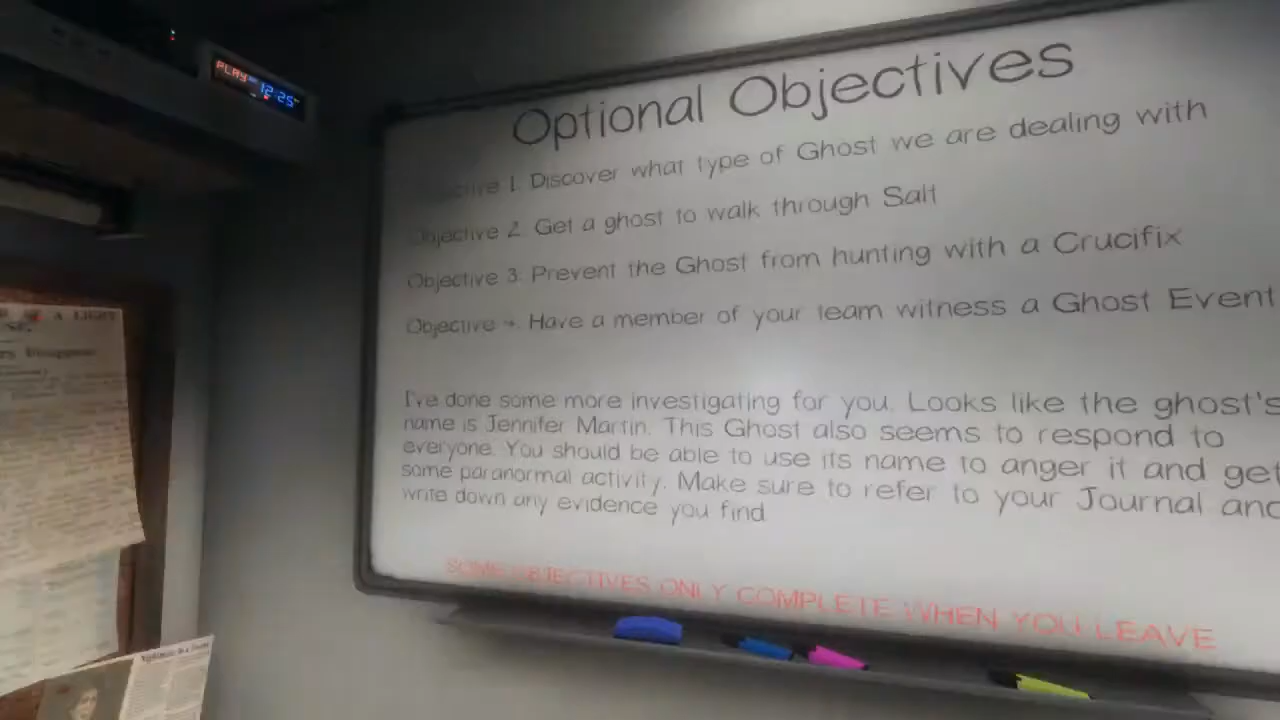 PLAY
12:25
Optional Objectives
Objective 1. Discover what type of Ghost we are dealing with
Objective 2. Get a ghost to walk through Salt
Objective 3. Prevent the Ghost from hunting with a Crucifix
Objective 4. Have a member of your team witness a Ghost Event
I've done some more investigating for you. Looks like the ghost's
name is Jennifer Martin. This Ghost also seems to respond to
everyone. You should be able to use its name to anger it and get
some paranormal activity. Make sure to refer to your Journal and
write down any evidence you find
SOME OBJECTIVES ONLY COMPLETE WHEN YOU LEAVE
A LIGHT